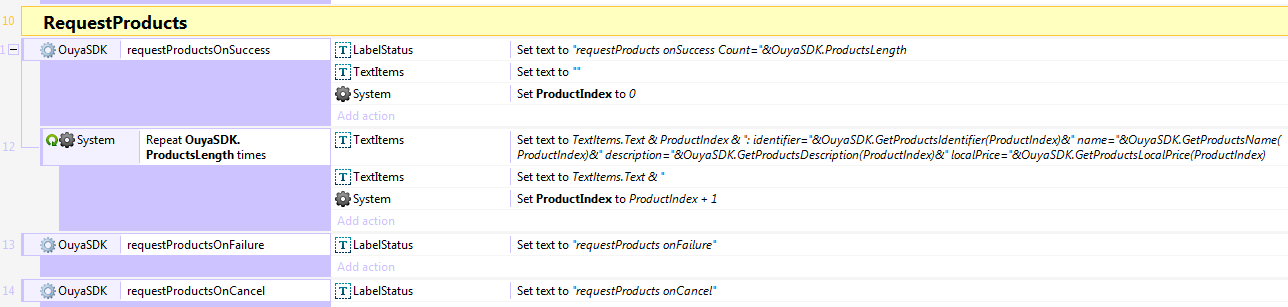 10 RequestProducts
1 OuyaSDK requestProductsOnSuccess LabelStatus Set text to "requestProducts onSuccess Count="&OuyaSDK.ProductsLength
TextItems Set text to ""
System Set ProductIndex to 0
Add action
12 System Repeat OuyaSDK. TextItems Set text to TextItems.Text & ProductIndex & ": identifier="&OuyaSDK.GetProductsIdentifier(ProductIndex)&" name="&OuyaSDK.GetProductsName(
ProductsLength times ProductIndex)&" description="&OuyaSDK.GetProductsDescription(ProductIndex)&" localPrice="&OuyaSDK.GetProductsLocalPrice(ProductIndex)
TextItems Set text to TextItems.Text & "
System Set ProductIndex to ProductIndex + 1
Add action
13 OuyaSDK requestProductsOnFailure LabelStatus Set text to "requestProducts onFailure"
Add action
14 OuyaSDK requestProductsOnCancel LabelStatus Set text to "requestProducts onCancel"